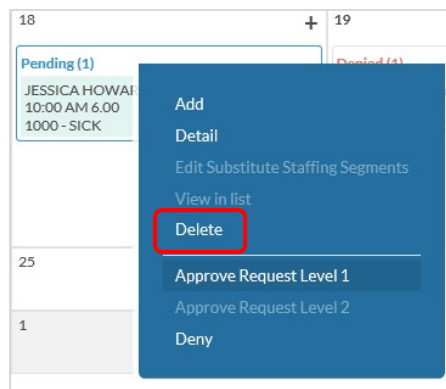 18 + 19
Pending (1)
Denied (1)
JESSICA HOWAR
10:00 AM 6.00
1000 - SICK
Add
Detail
Edit Substitute Staffing Segments
View in list
Delete
25
Approve Request Level 1
Approve Request Level 2
1
Deny